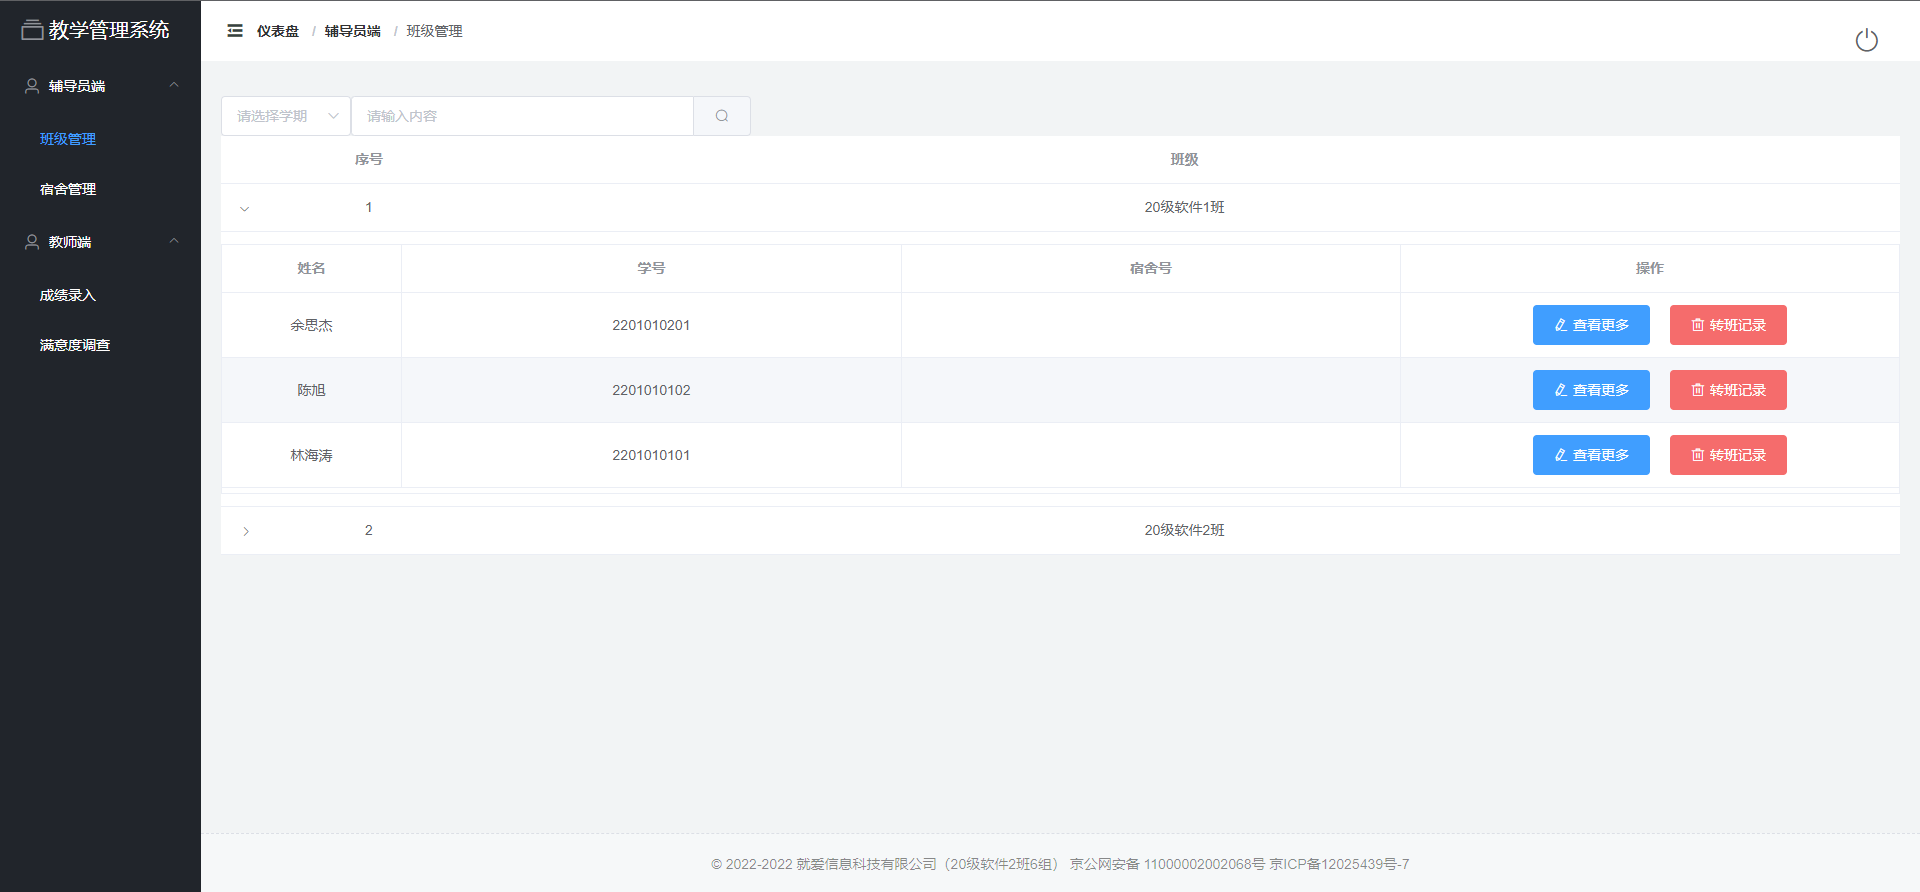 教学管理系统
辅导员端
班级管理
宿舍管理
教师端
成绩录入
满意度调查
仪表盘 / 辅导员端 / 班级管理
请选择学期 请输入内容
序号 班级
1 20级软件1班
姓名 学号 宿舍号 操作
余思杰 2201010201 查看更多 转班记录
陈旭 2201010102 查看更多 转班记录
林海涛 2201010101 查看更多 转班记录
2 20级软件2班
© 2022-2022 就爱信息科技有限公司（20级软件2班6组） 京公网安备 11000002002068号 京ICP备12025439号-7